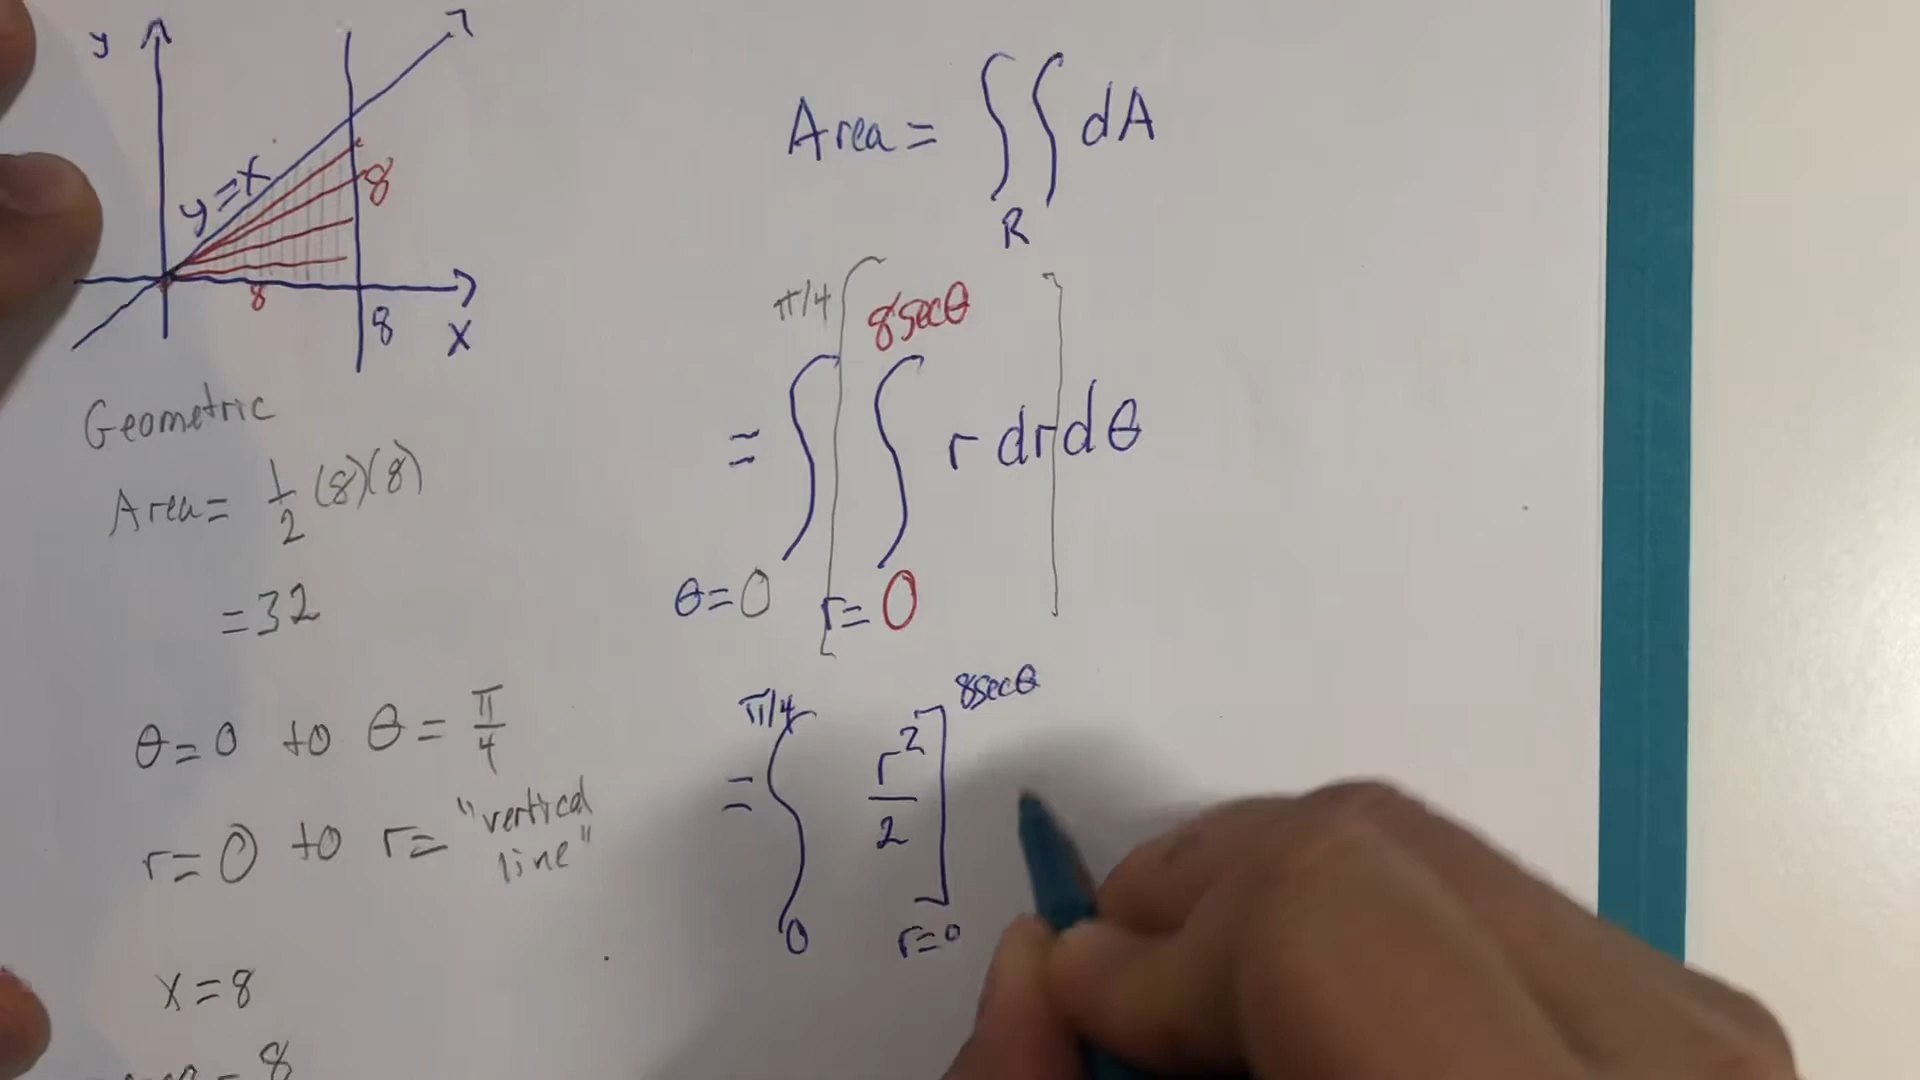 y
y=x
8
8
8
x
Geometric
Area = 1/2 (8)(8)
= 32
θ = 0 to θ = π/4
r = 0 to r = "vertical
line"
x = 8
= 8
Area = ∫∫ dA
R
π/4 8secθ
= ∫ [ ∫ r dr ] dθ
θ=0 r=0
π/4 8secθ
= ∫ r²/2 ]
0 r=0